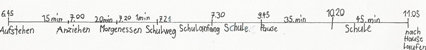 6.45 15 min. 7.00 20 min. 7.20 1 min 7.21 7.30 9.45 35 min. 10.20 45 min. 11.05
Aufstehen Anziehen Morgenessen Schulweg Schulanfang Schule. Pause Schule nach Hause laufen